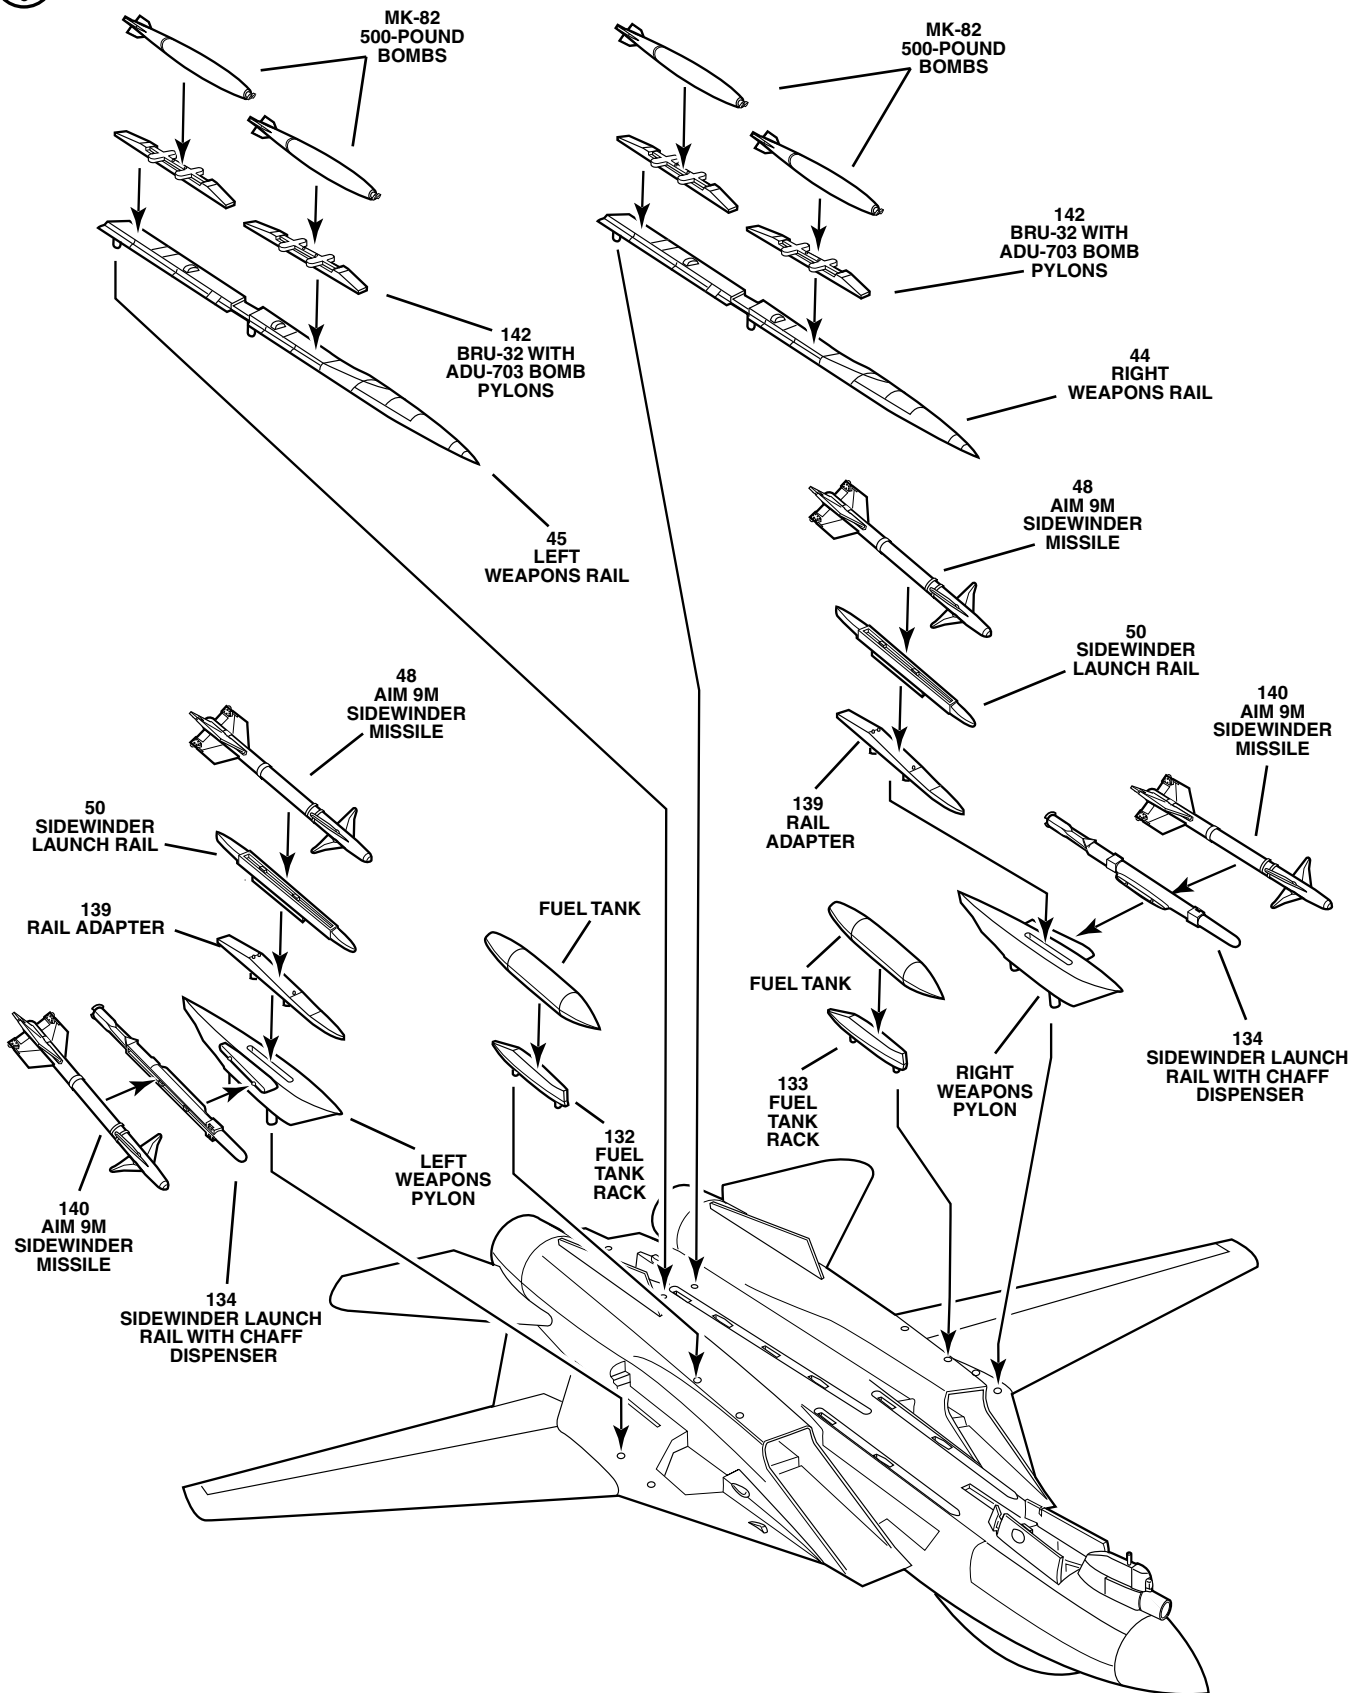 MK-82
500-POUND
BOMBS
MK-82
500-POUND
BOMBS
142
BRU-32 WITH
ADU-703 BOMB
PYLONS
142
BRU-32 WITH
ADU-703 BOMB
PYLONS
44
RIGHT
WEAPONS RAIL
45
LEFT
WEAPONS RAIL
48
AIM 9M
SIDEWINDER
MISSILE
50
SIDEWINDER
LAUNCH RAIL
48
AIM 9M
SIDEWINDER
MISSILE
140
AIM 9M
SIDEWINDER
MISSILE
50
SIDEWINDER
LAUNCH RAIL
139
RAIL
ADAPTER
139
RAIL ADAPTER
FUEL TANK
FUEL TANK
134
SIDEWINDER LAUNCH
RAIL WITH CHAFF
DISPENSER
RIGHT
WEAPONS
PYLON
133
FUEL
TANK
RACK
132
FUEL
TANK
RACK
LEFT
WEAPONS
PYLON
140
AIM 9M
SIDEWINDER
MISSILE
134
SIDEWINDER LAUNCH
RAIL WITH CHAFF
DISPENSER